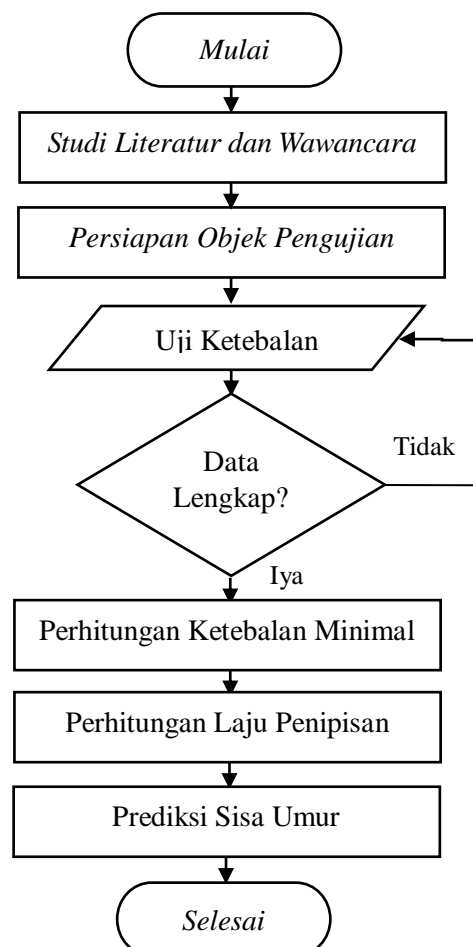 Mulai
Studi Literatur dan Wawancara
Persiapan Objek Pengujian
Uji Ketebalan
Data
Lengkap?
Tidak
Iya
Perhitungan Ketebalan Minimal
Perhitungan Laju Penipisan
Prediksi Sisa Umur
Selesai